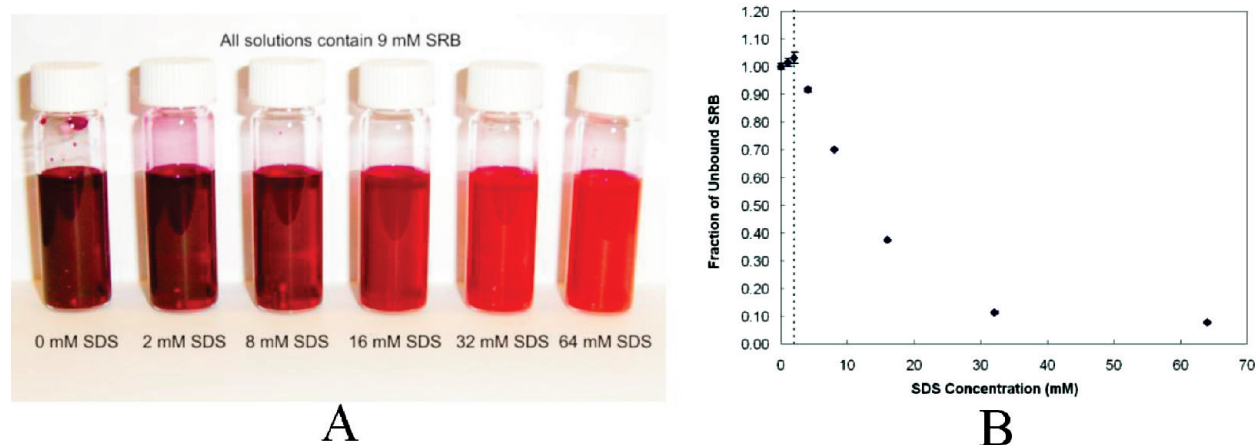 All solutions contain 9 mM SRB
0 mM SDS 2 mM SDS 8 mM SDS 16 mM SDS 32 mM SDS 64 mM SDS
A
B
1.20
1.10
1.00
0.90
0.80
0.70
0.60
0.50
0.40
0.30
0.20
0.10
0.00
Fraction of Unbound SRB
0 10 20 30 40 50 60 70
SDS Concentration (mM)